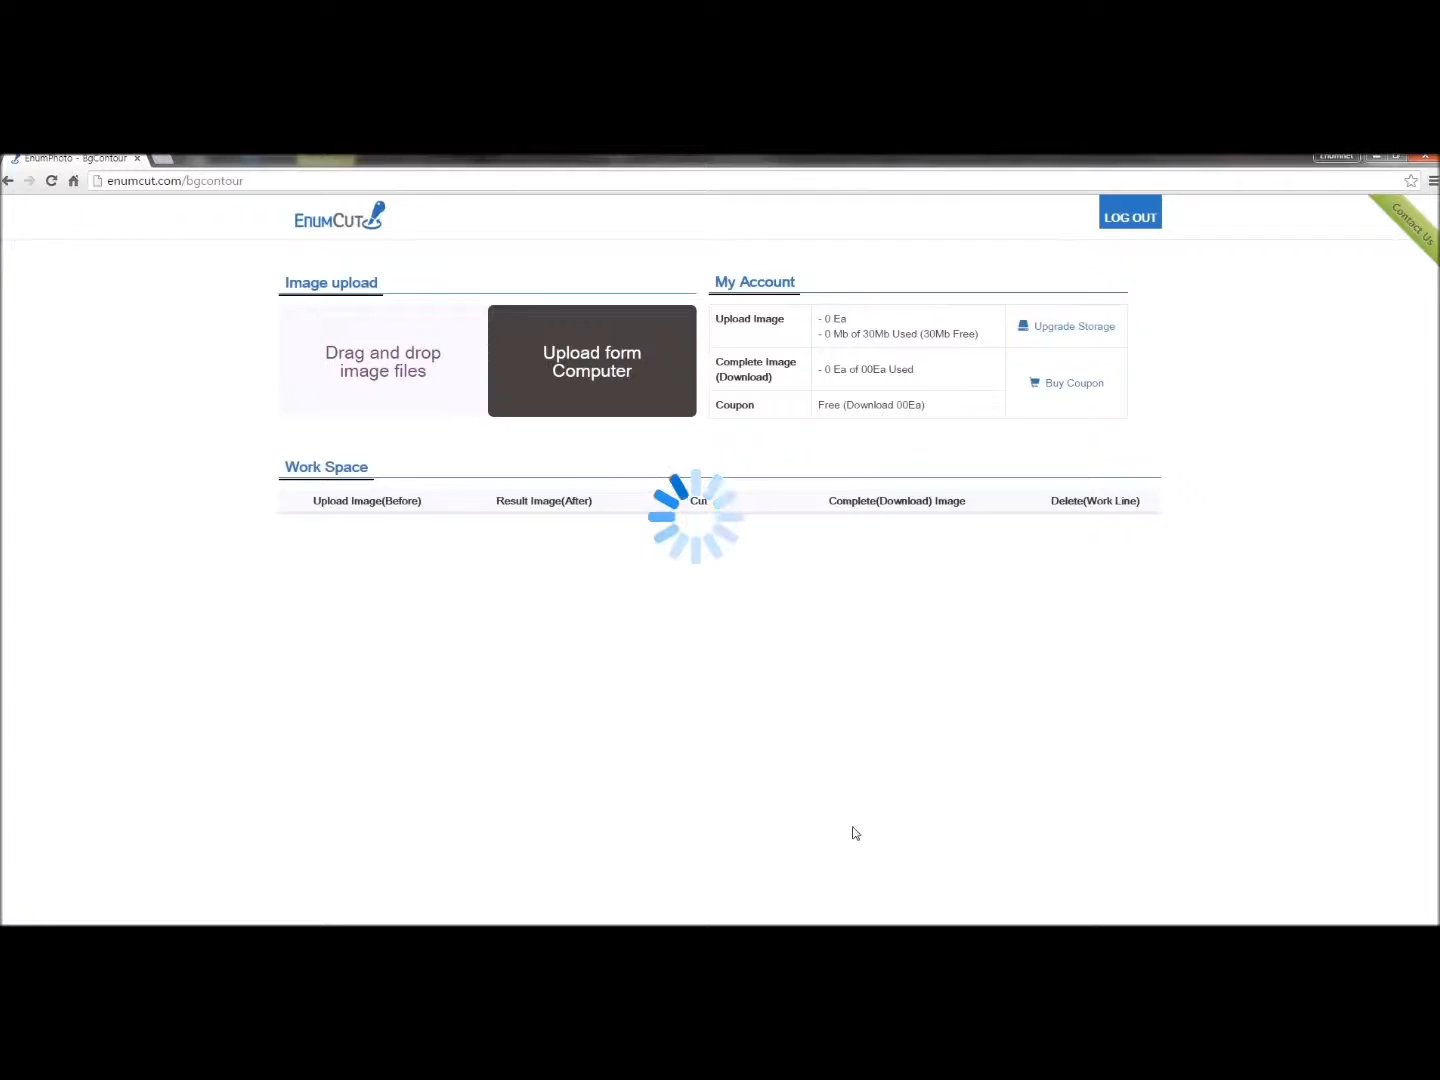 EnumPhoto - BgContour
Enumnet
enumcut.com/bgcontour
ENUMCUT
LOG OUT
Contact Us
Image upload
Drag and drop
image files
Upload form
Computer
My Account
Upload Image
- 0 Ea
- 0 Mb of 30Mb Used (30Mb Free)
Upgrade Storage
Complete Image
(Download)
- 0 Ea of 00Ea Used
Buy Coupon
Coupon
Free (Download 00Ea)
Work Space
Upload Image(Before)
Result Image(After)
Cut
Complete(Download) Image
Delete(Work Line)